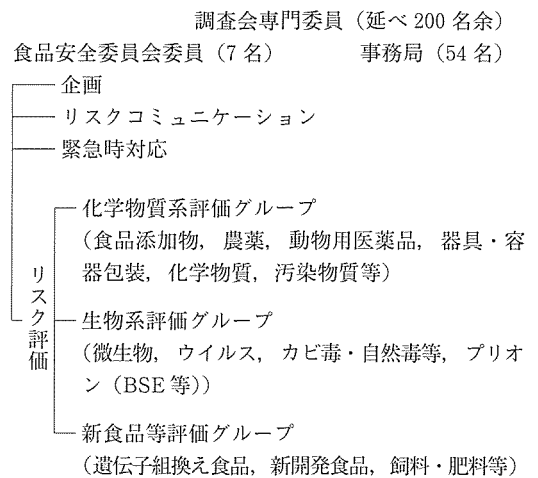 調査会専門委員（延べ200名余）
食品安全委員会委員（7名） 事務局（54名）
企画
リスクコミュニケーション
緊急時対応
リスク評価
化学物質系評価グループ
（食品添加物，農薬，動物用医薬品，器具・容
器包装，化学物質，汚染物質等）
生物系評価グループ
（微生物，ウイルス，カビ毒・自然毒等，プリオ
ン（BSE等））
新食品等評価グループ
（遺伝子組換え食品，新開発食品，飼料・肥料等）